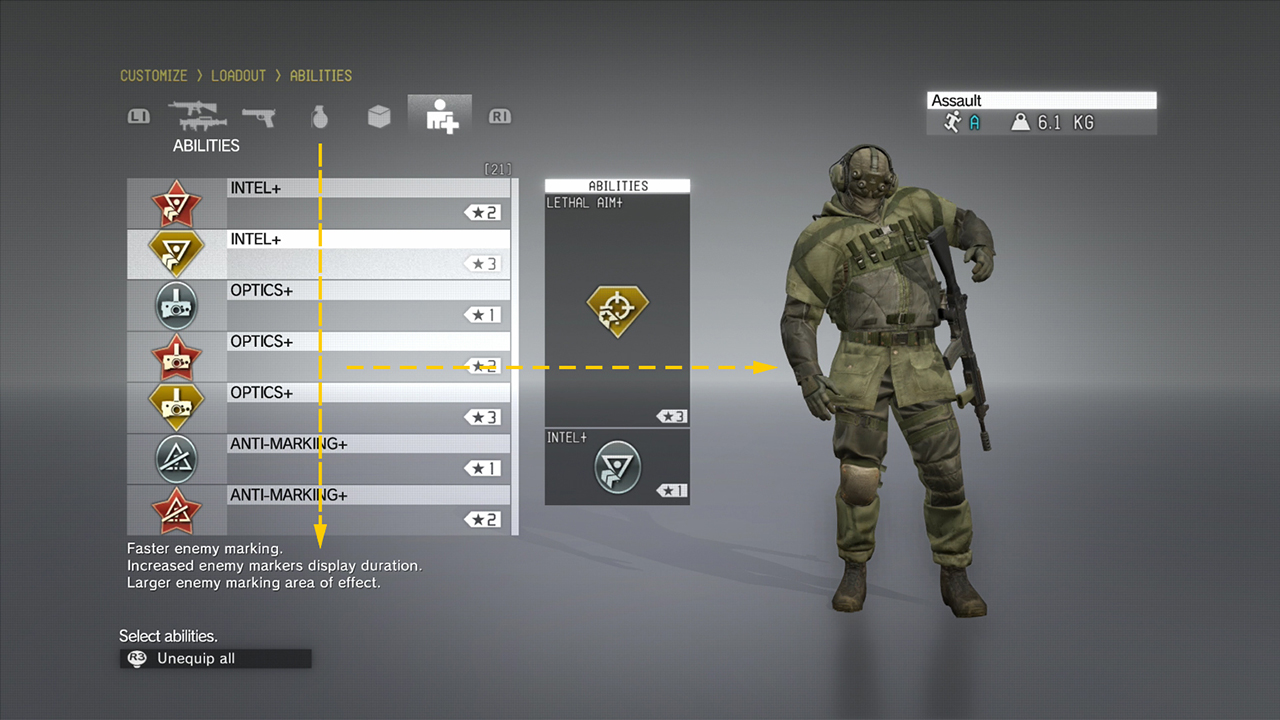 CUSTOMIZE > LOADOUT > ABILITIES
L1
R1
ABILITIES
[21]
INTEL+
★2
INTEL+
★3
OPTICS+
★1
OPTICS+
★2
OPTICS+
★3
ANTI-MARKING+
★1
ANTI-MARKING+
★2
Faster enemy marking.
Increased enemy markers display duration.
Larger enemy marking area of effect.
Select abilities.
R3 Unequip all
ABILITIES
LETHAL AIM+
★3
INTEL+
★1
Assault
A 6.1 KG